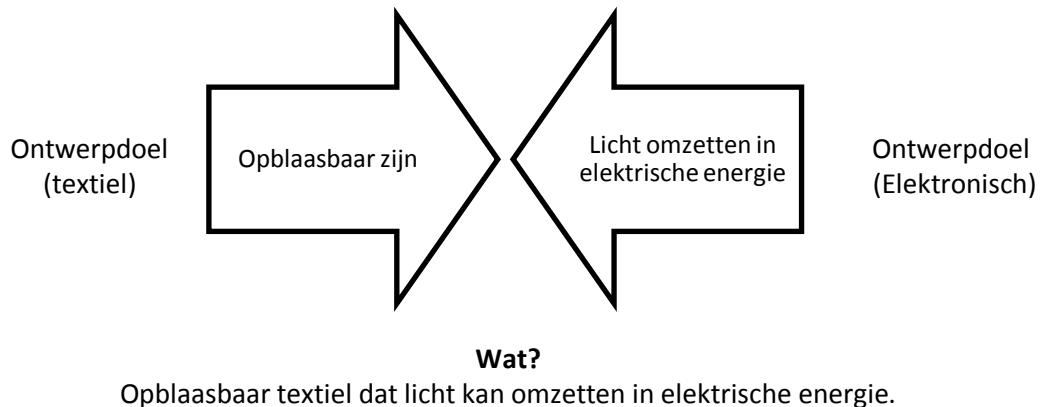 Ontwerpdoel
(textiel)
Opblaasbaar zijn
Licht omzetten in
elektrische energie
Ontwerpdoel
(Elektronisch)
Wat?
Opblaasbaar textiel dat licht kan omzetten in elektrische energie.